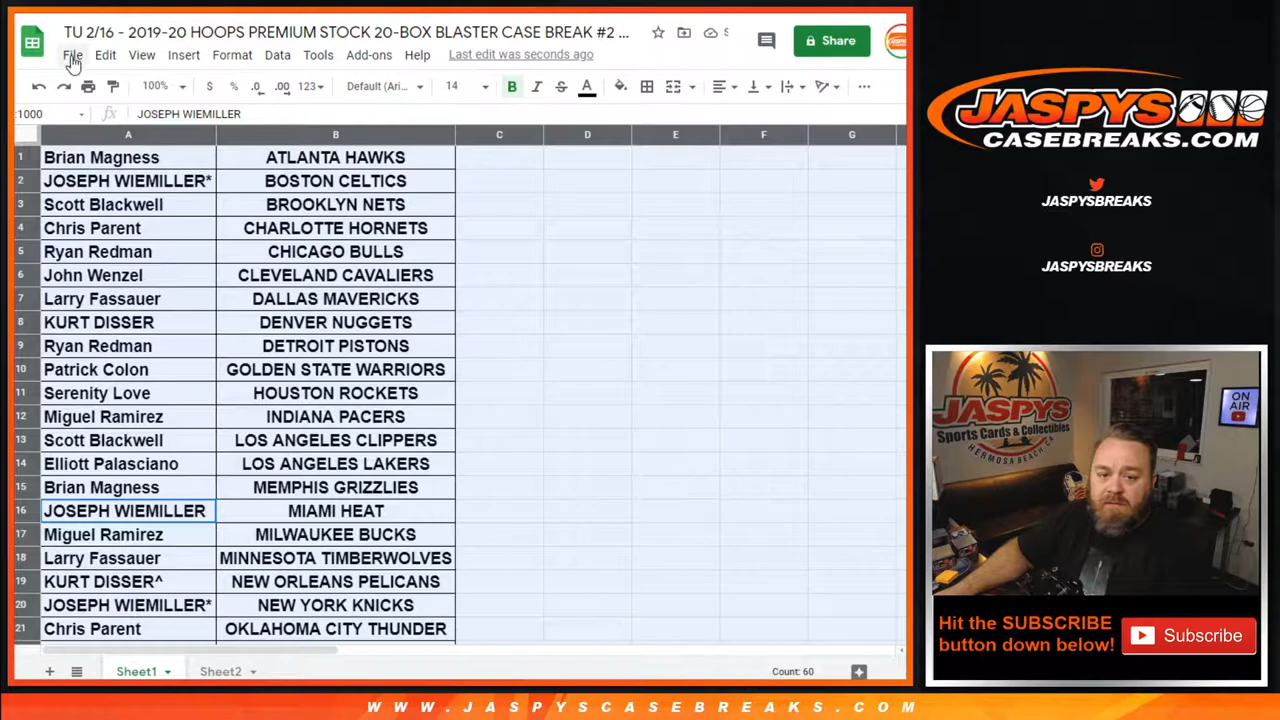 TU 2/16 - 2019-20 HOOPS PREMIUM STOCK 20-BOX BLASTER CASE BREAK #2 ...
S
Share
File Edit View Insert Format Data Tools Add-ons Help Last edit was seconds ago
100% $ % .0 .00 123 Default (Ari... 14 B I S A
:1000 fx JOSEPH WIEMILLER
A B C D E F G
1 Brian Magness ATLANTA HAWKS
2 JOSEPH WIEMILLER* BOSTON CELTICS
3 Scott Blackwell BROOKLYN NETS
4 Chris Parent CHARLOTTE HORNETS
5 Ryan Redman CHICAGO BULLS
6 John Wenzel CLEVELAND CAVALIERS
7 Larry Fassauer DALLAS MAVERICKS
8 KURT DISSER DENVER NUGGETS
9 Ryan Redman DETROIT PISTONS
10 Patrick Colon GOLDEN STATE WARRIORS
11 Serenity Love HOUSTON ROCKETS
12 Miguel Ramirez INDIANA PACERS
13 Scott Blackwell LOS ANGELES CLIPPERS
14 Elliott Palasciano LOS ANGELES LAKERS
15 Brian Magness MEMPHIS GRIZZLIES
16 JOSEPH WIEMILLER MIAMI HEAT
17 Miguel Ramirez MILWAUKEE BUCKS
18 Larry Fassauer MINNESOTA TIMBERWOLVES
19 KURT DISSER^ NEW ORLEANS PELICANS
20 JOSEPH WIEMILLER* NEW YORK KNICKS
21 Chris Parent OKLAHOMA CITY THUNDER
Sheet1 Sheet2 Count: 60
JASPYS
CASEBREAKS.COM
JASPYSBREAKS
JASPYSBREAKS
JASPYS
Sports Cards & Collectibles
HERMOSA BEACH CA
ON
AIR
Hit the SUBSCRIBE
button down below!
Subscribe
WWW.JASPYSCASEBREAKS.COM